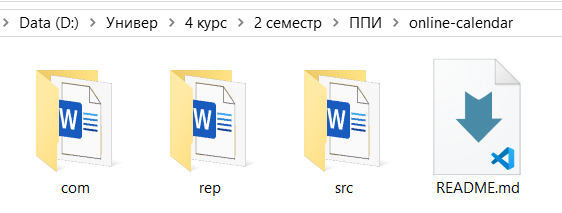 Data (D:) > Универ > 4 курс > 2 семестр > ППИ > online-calendar
W W W
com rep src README.md